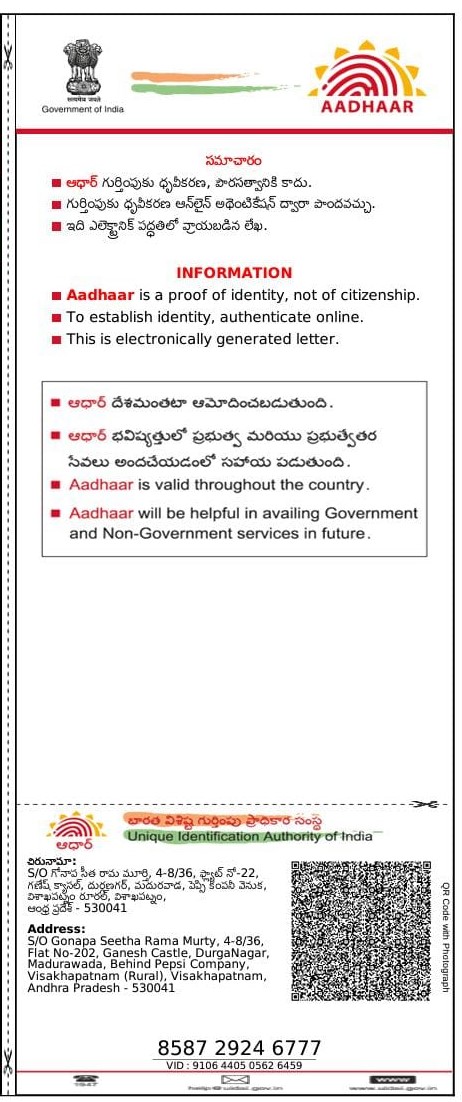 सत्यमेव जयते
Government of India
AADHAAR
సమాచారం
ఆధార్ గుర్తింపుకు ధృవీకరణ, పౌరసత్వానికి కాదు.
గుర్తింపుకు ధృవీకరణ ఆన్‌లైన్ అథెంటికేషన్ ద్వారా పొందవచ్చు.
ఇది ఎలెక్ట్రానిక్ పద్ధతిలో వ్రాయబడిన లేఖ.
INFORMATION
Aadhaar is a proof of identity, not of citizenship.
To establish identity, authenticate online.
This is electronically generated letter.
ఆధార్ దేశమంతటా ఆమోదించబడుతుంది.
ఆధార్ భవిష్యత్తులో ప్రభుత్వ మరియు ప్రభుత్వేతర
సేవలు అందచేయడంలో సహాయ పడుతుంది.
Aadhaar is valid throughout the country.
Aadhaar will be helpful in availing Government
and Non-Government services in future.
ఆధార్
భారత విశిష్ట గుర్తింపు ప్రాధికార సంస్థ
Unique Identification Authority of India
చిరునామా:
S/O గోనాప సీత రామ మూర్తి, 4-8/36, ఫ్లాట్ నో-22,
గణేష్ క్యాసల్, దుర్గనగర్, మదురవాడ, పెప్సీ కంపెనీ వెనుక,
విశాఖపట్నం రూరల్, విశాఖపట్నం,
ఆంధ్ర ప్రదేశ్ - 530041
Address:
S/O Gonapa Seetha Rama Murty, 4-8/36,
Flat No-202, Ganesh Castle, DurgaNagar,
Madurawada, Behind Pepsi Company,
Visakhapatnam (Rural), Visakhapatnam,
Andhra Pradesh - 530041
QR Code with Photograph
8587 2924 6777
VID : 9106 4405 0562 6459
1947
help@uidai.gov.in
www
www.uidai.gov.in